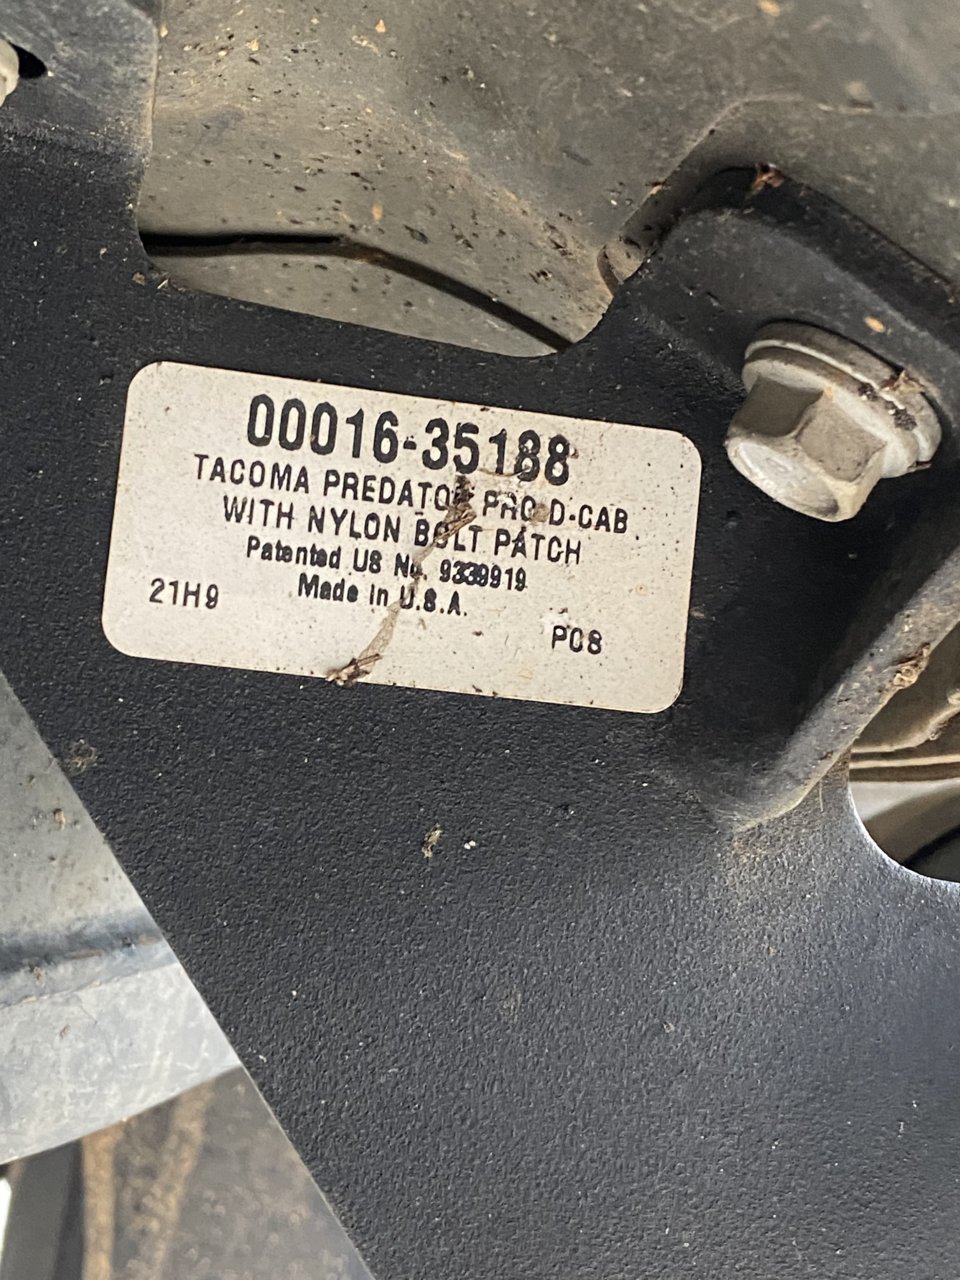 00016-35188
TACOMA PREDATOR PRO D-CAB
WITH NYLON BOLT PATCH
Patented US No. 9339919
Made in U.S.A.
21H9
P08